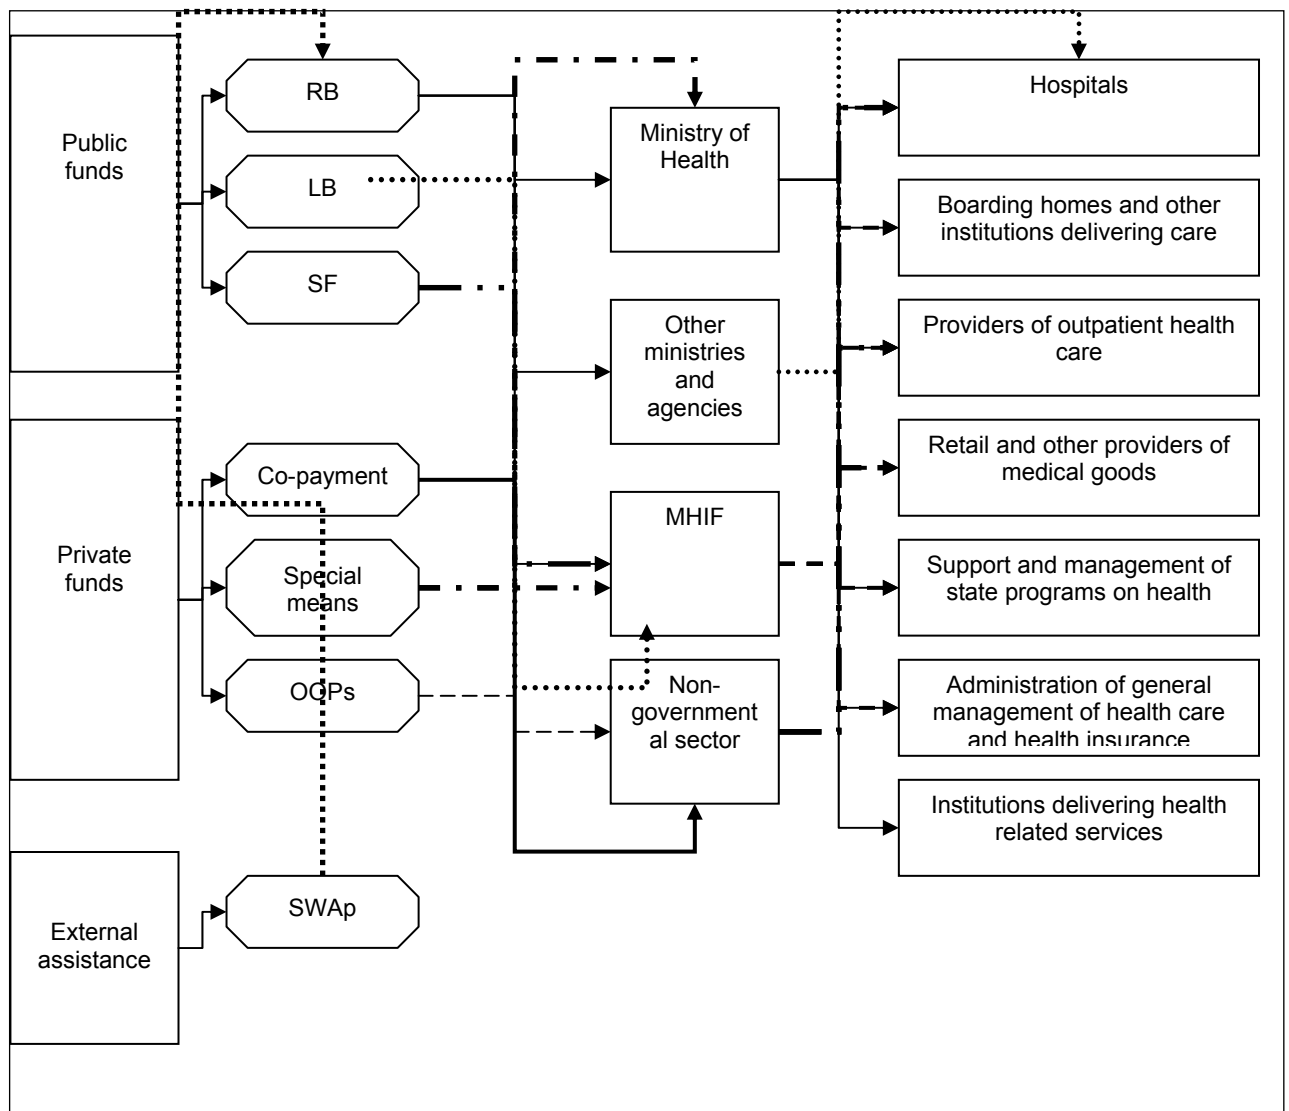 Public
funds
Private
funds
External
assistance
RB
LB
SF
Co-payment
Special
means
OOPs
SWAp
Ministry of
Health
Other
ministries
and
agencies
MHIF
Non-
government
al sector
Hospitals
Boarding homes and other
institutions delivering care
Providers of outpatient health
care
Retail and other providers of
medical goods
Support and management of
state programs on health
Administration of general
management of health care
and health insurance
Institutions delivering health
related services